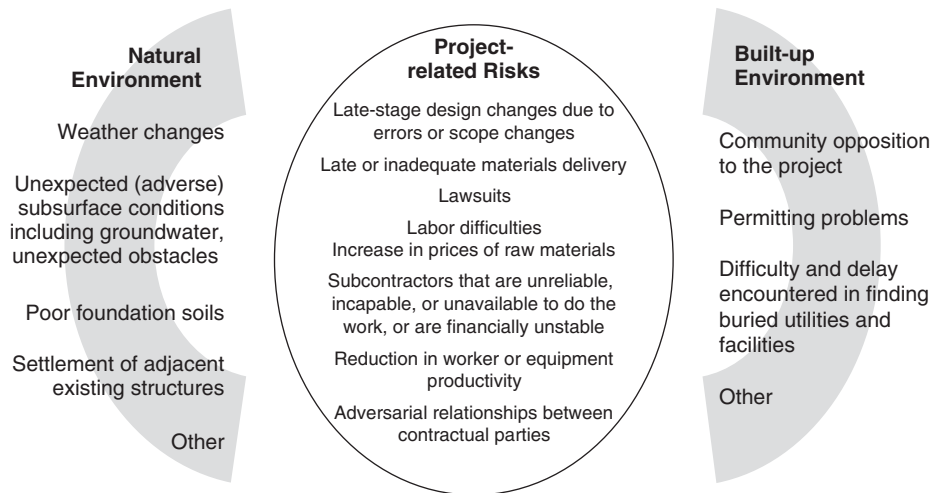 Natural
Environment
Weather changes
Unexpected (adverse)
subsurface conditions
including groundwater,
unexpected obstacles
Poor foundation soils
Settlement of adjacent
existing structures
Other
Project-
related Risks
Late-stage design changes due to
errors or scope changes
Late or inadequate materials delivery
Lawsuits
Labor difficulties
Increase in prices of raw materials
Subcontractors that are unreliable,
incapable, or unavailable to do the
work, or are financially unstable
Reduction in worker or equipment
productivity
Adversarial relationships between
contractual parties
Built-up
Environment
Community opposition
to the project
Permitting problems
Difficulty and delay
encountered in finding
buried utilities and
facilities
Other